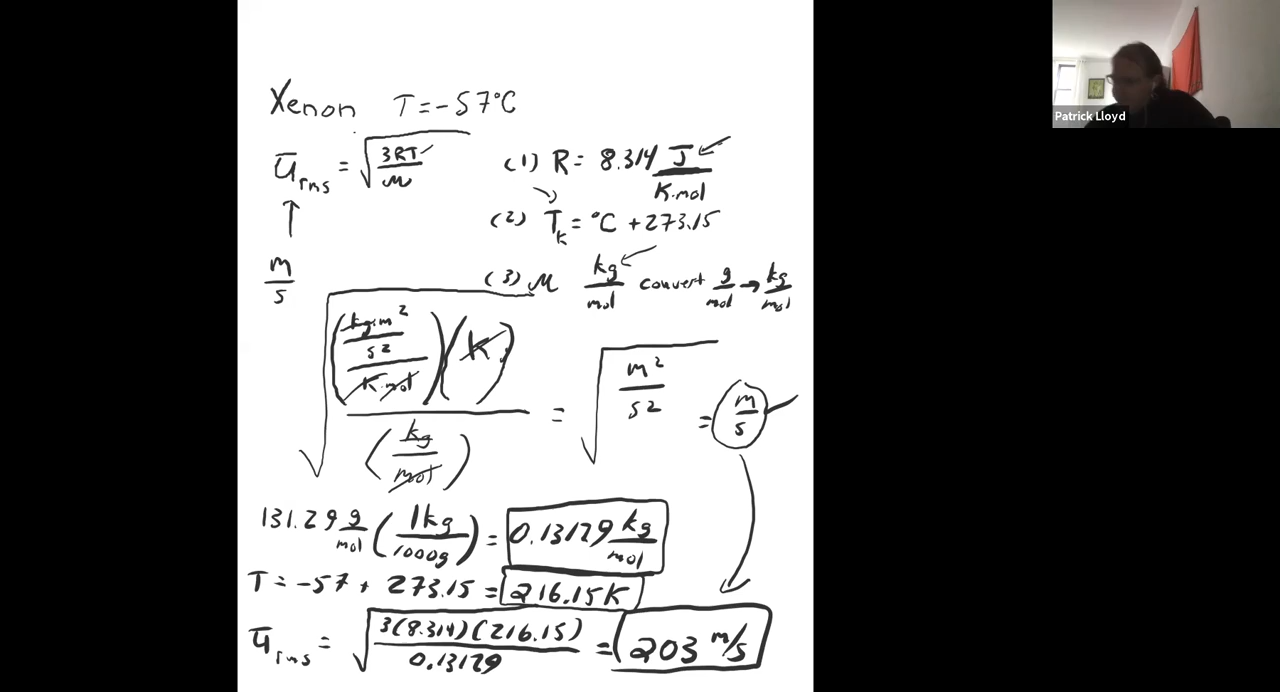 Xenon T = -57°C
ū rms = √(3RT/M) (1) R = 8.314 J/K·mol
(2) T_K = °C + 273.15
m/s
(3) M kg/mol convert g/mol → kg/mol
√(((kg·m²/s²)/(K·mol))(K)/(kg/mol)) = √(m²/s²) = m/s
131.29 g/mol (1kg/1000g) = 0.13129 kg/mol
T = -57 + 273.15 = 216.15K
ū rms = √(3(8.314)(216.15)/0.13129) = 203 m/s
Patrick Lloyd